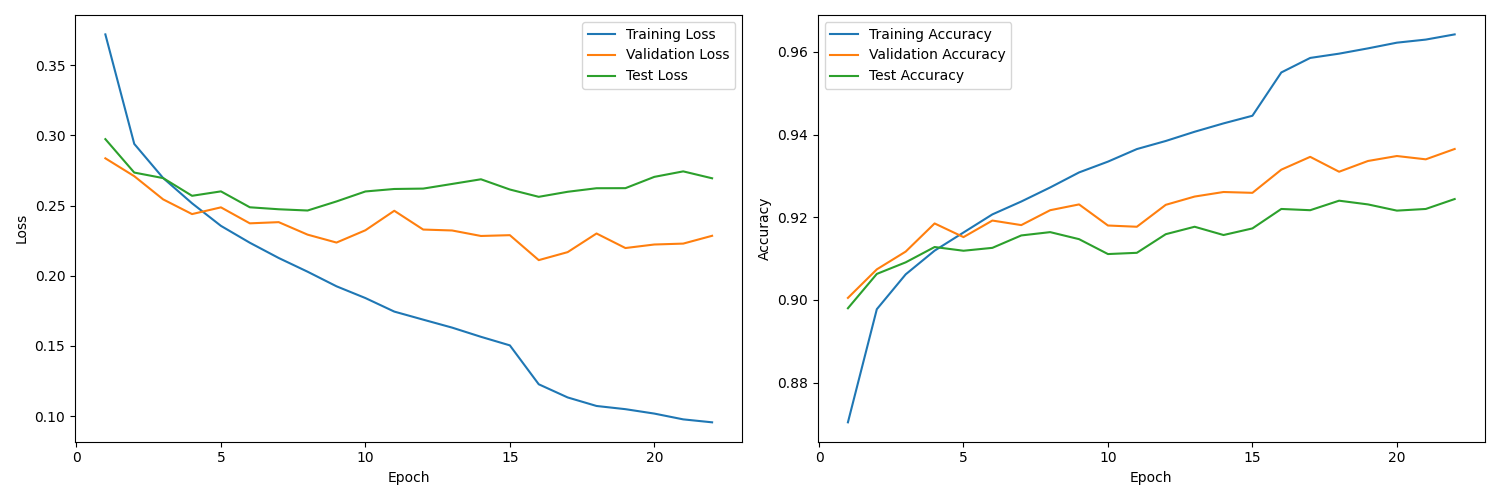 Training Loss
Validation Loss
Test Loss
0.35
0.30
0.25
0.20
0.15
0.10
Loss
0 5 10 15 20
Epoch
Training Accuracy
Validation Accuracy
Test Accuracy
0.96
0.94
0.92
0.90
0.88
Accuracy
0 5 10 15 20
Epoch